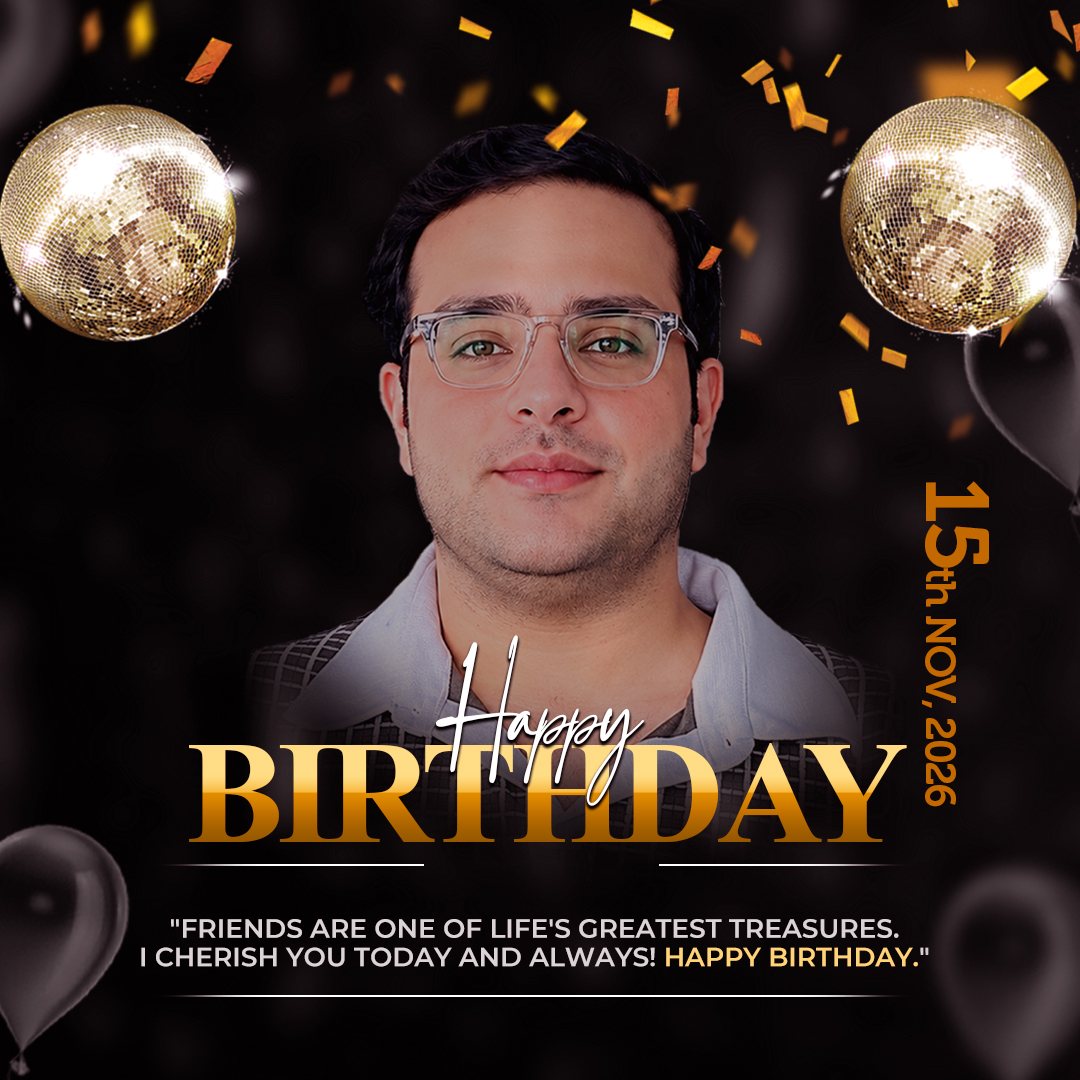 15th NOV, 2026
Happy
BIRTHDAY
"FRIENDS ARE ONE OF LIFE'S GREATEST TREASURES.
I CHERISH YOU TODAY AND ALWAYS! HAPPY BIRTHDAY."